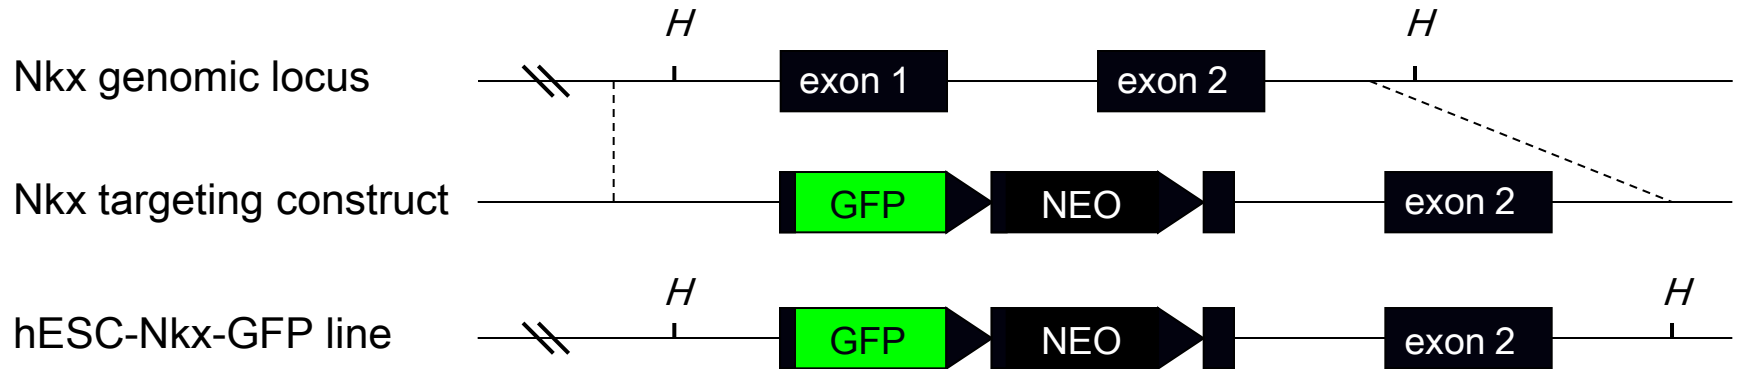 H H
Nkx genomic locus exon 1 exon 2
Nkx targeting construct GFP NEO exon 2
H H
hESC-Nkx-GFP line GFP NEO exon 2